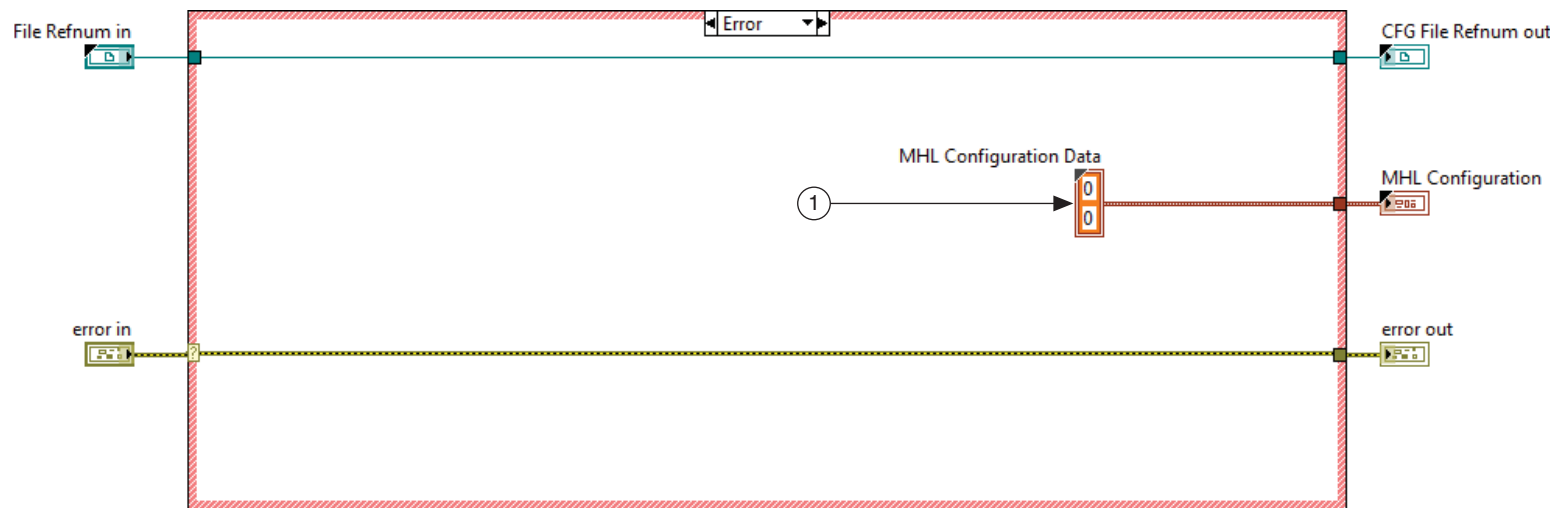 Error
File Refnum in
CFG File Refnum out
MHL Configuration Data
0
0
MHL Configuration
1
error in
?
error out